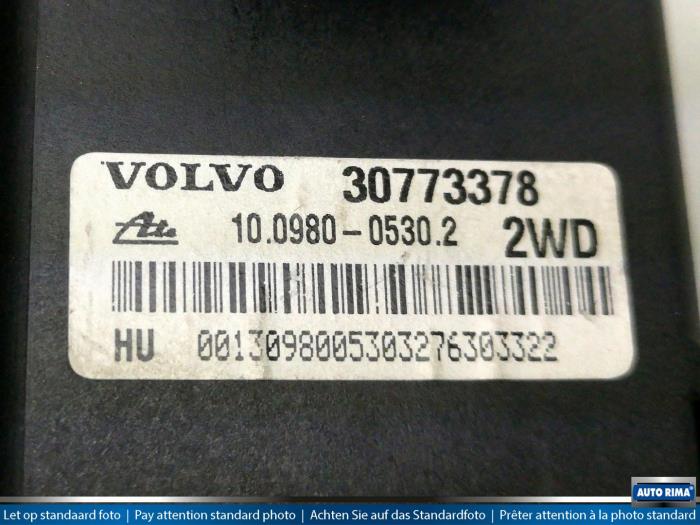 VOLVO 30773378
Ate 10.0980-0530.2 2WD
HU 0013098005303276303322
AUTO RIMA
Let op standaard foto | Pay attention standard photo | Achten Sie auf das Standardfoto | Prêter attention à la photo standard